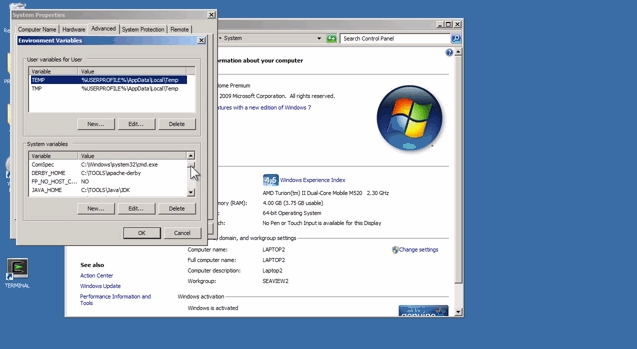 System Properties
Computer Name
Hardware
Advanced
System Protection
Remote
Environment Variables
User variables for User
Variable Value
TEMP %USERPROFILE%\AppData\Local\Temp
TMP %USERPROFILE%\AppData\Local\Temp
New... Edit... Delete
System variables
Variable Value
ComSpec C:\Windows\system32\cmd.exe
DERBY_HOME C:\TOOLS\apache-derby
FP_NO_HOST_C... NO
JAVA_HOME C:\TOOLS\Java\JDK
New... Edit... Delete
OK Cancel
TERMINAL
System
Search Control Panel
ormation about your computer
ome Premium
2009 Microsoft Corporation. All rights reserved.
atures with a new edition of Windows 7
4.5 Windows Experience Index
AMD Turion(tm) II Dual-Core Mobile M520 2.30 GHz
mory (RAM): 4.00 GB (3.75 GB usable)
64-bit Operating System
ch: No Pen or Touch Input is available for this Display
domain, and workgroup settings
Computer name: LAPTOP2
Change settings
Full computer name: LAPTOP2
Computer description: Laptop2
Workgroup: SEAVIEW2
Windows activation
Windows is activated
See also
Action Center
Windows Update
Performance Information and
Tools
genuine